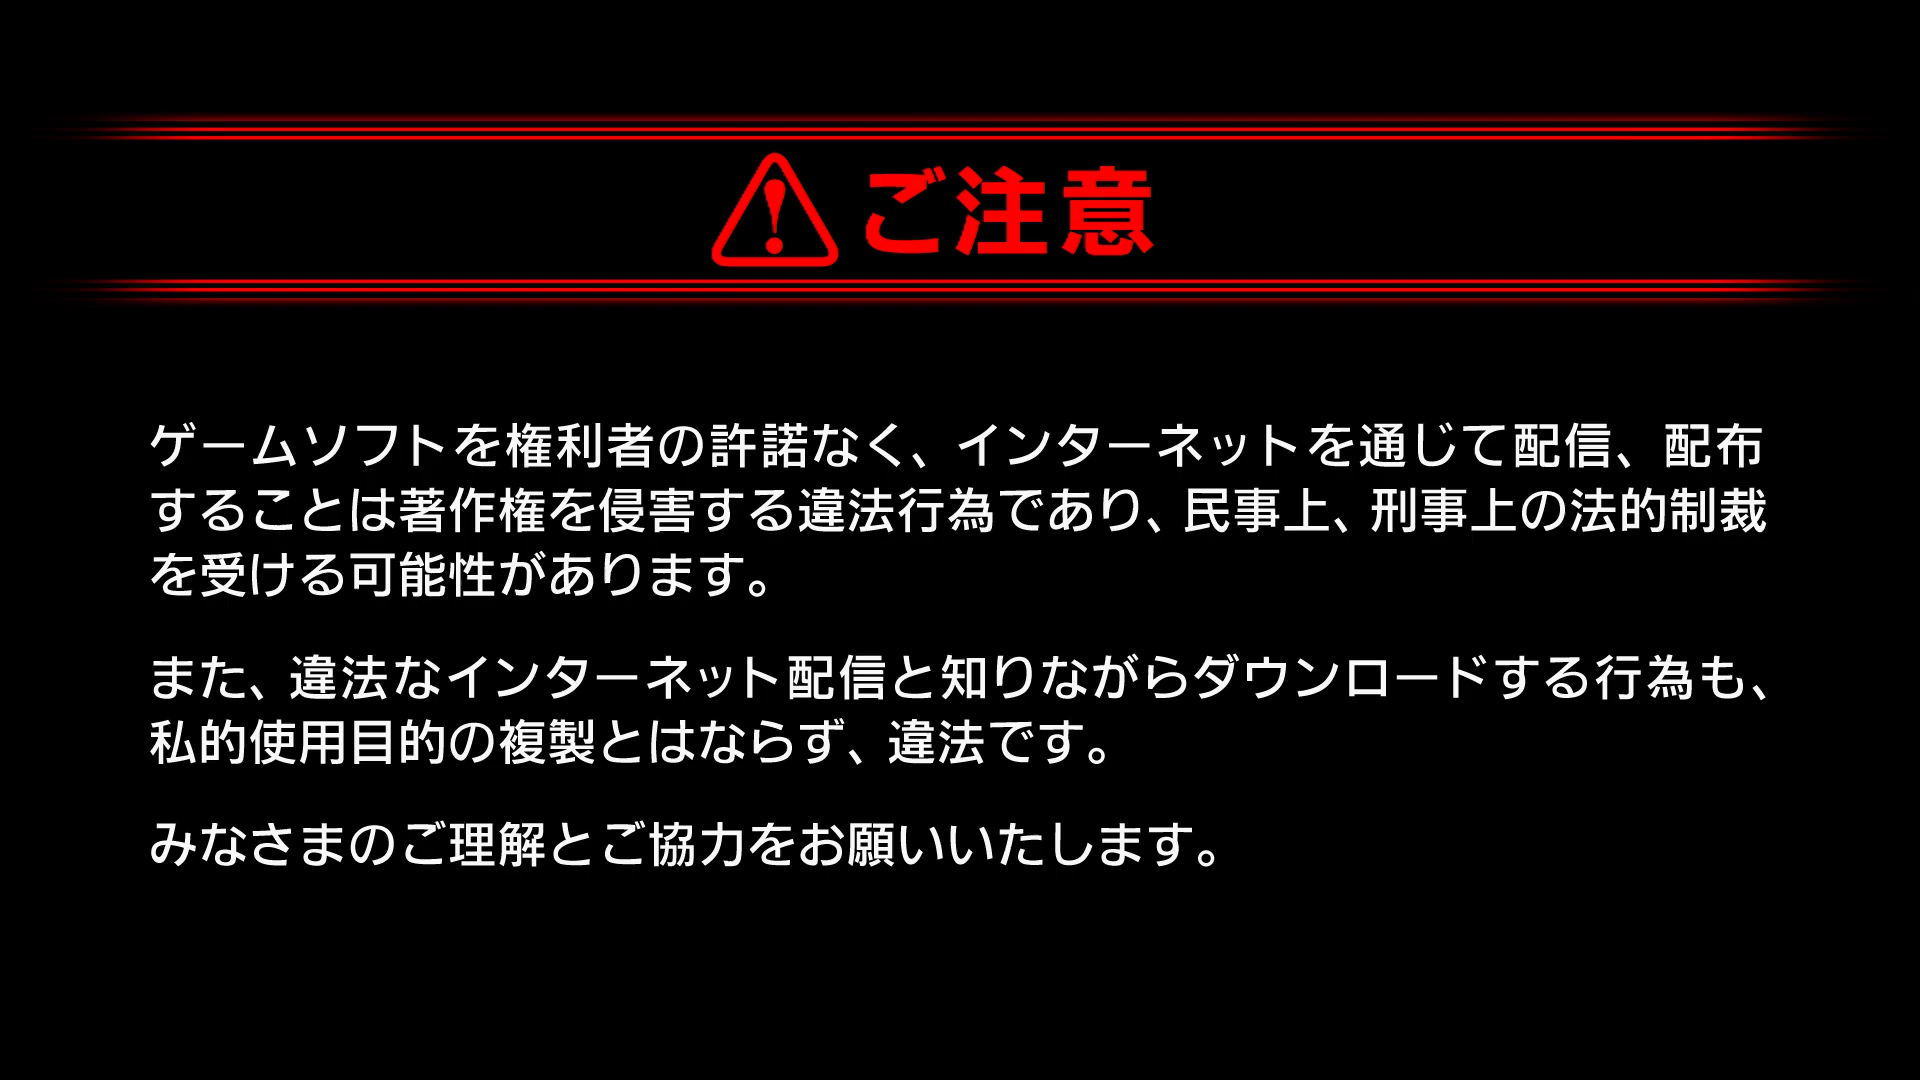 ご注意
ゲームソフトを権利者の許諾なく、インターネットを通じて配信、配布
することは著作権を侵害する違法行為であり、民事上、刑事上の法的制裁
を受ける可能性があります。
また、違法なインターネット配信と知りながらダウンロードする行為も、
私的使用目的の複製とはならず、違法です。
みなさまのご理解とご協力をお願いいたします。